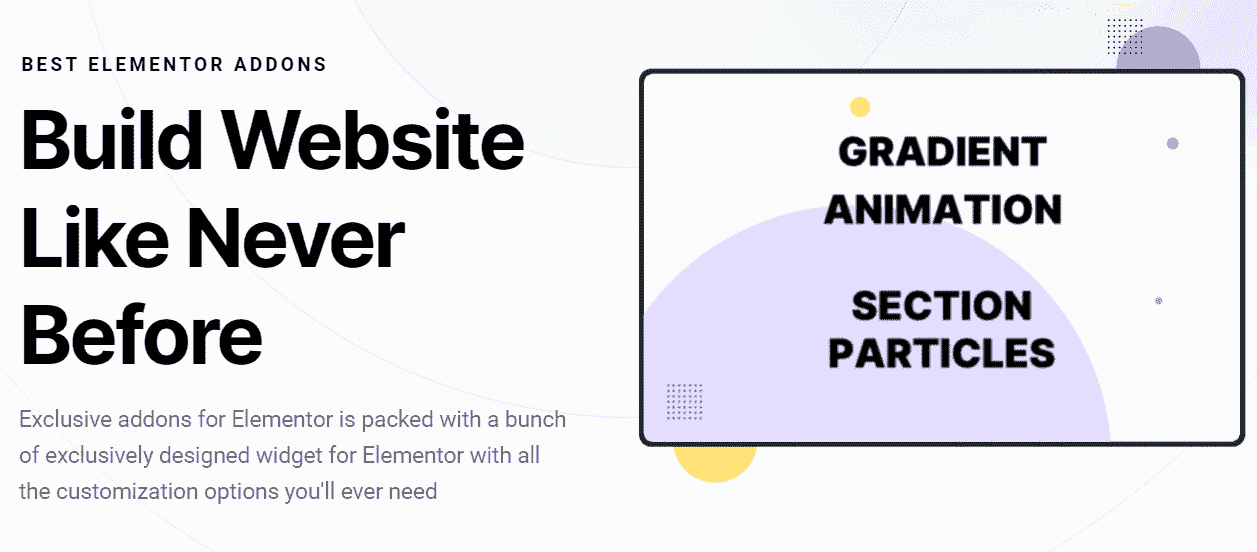 BEST ELEMENTOR ADDONS
Build Website
Like Never
Before
Exclusive addons for Elementor is packed with a bunch
of exclusively designed widget for Elementor with all
the customization options you'll ever need
GRADIENT
ANIMATION
SECTION
PARTICLES